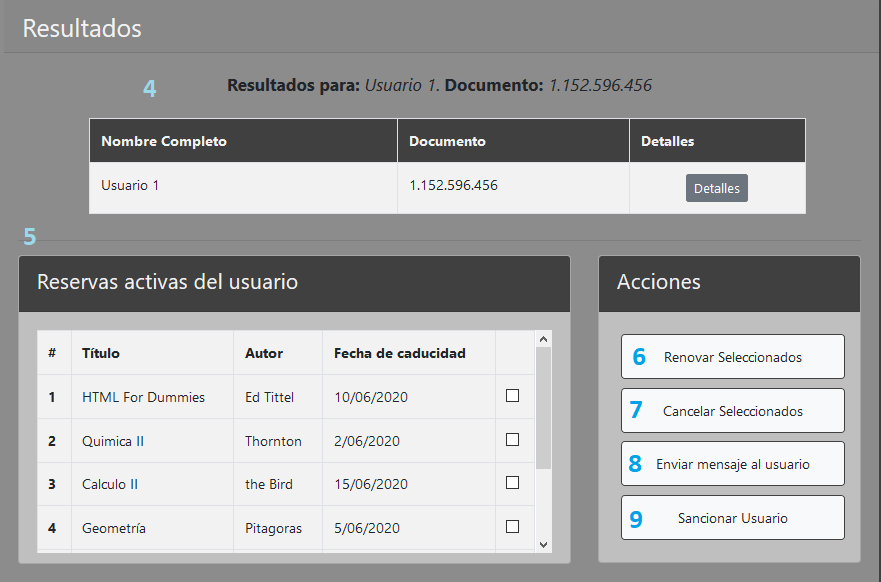 Resultados
4
Resultados para: Usuario 1. Documento: 1.152.596.456
Nombre Completo Documento Detalles
Usuario 1 1.152.596.456 Detalles
5
Reservas activas del usuario
# Título Autor Fecha de caducidad
1 HTML For Dummies Ed Tittel 10/06/2020
2 Quimica II Thornton 2/06/2020
3 Calculo II the Bird 15/06/2020
4 Geometría Pitagoras 5/06/2020
Acciones
6 Renovar Seleccionados
7 Cancelar Seleccionados
8 Enviar mensaje al usuario
9 Sancionar Usuario